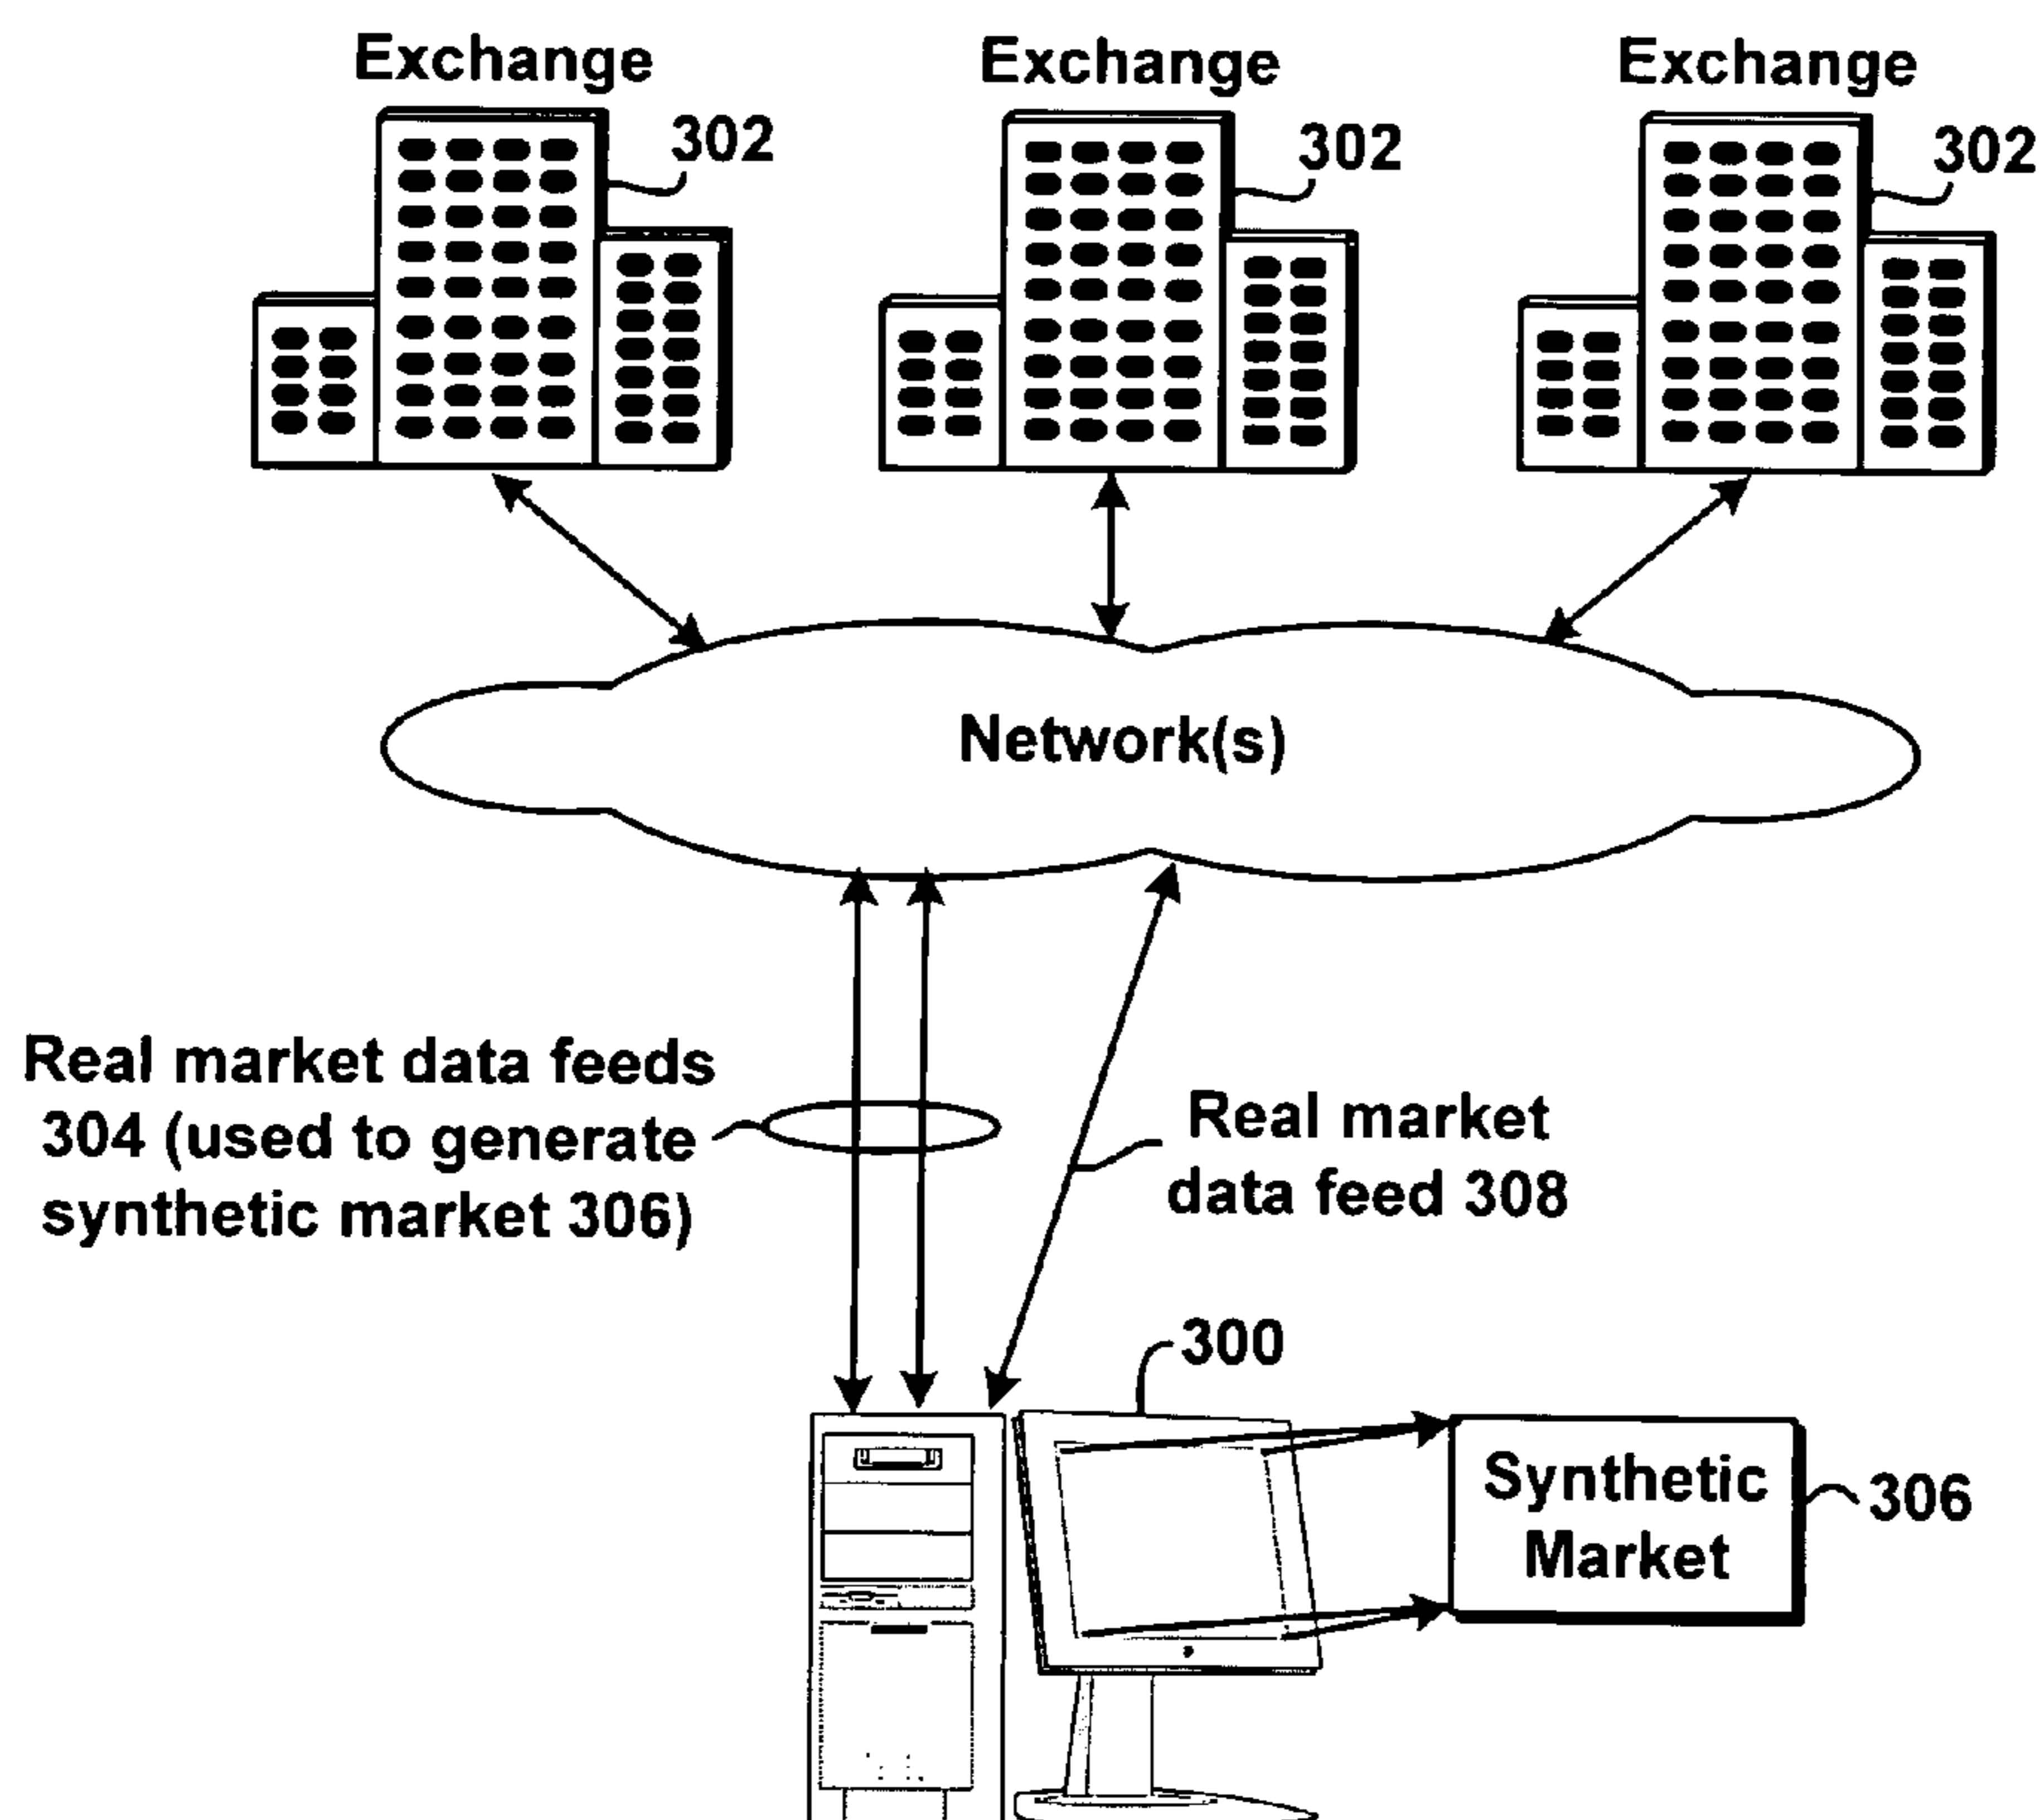 Exchange
Exchange
Exchange
302
302
302
Network(s)
Real market data feeds
304 (used to generate
synthetic market 306)
Real market
data feed 308
300
Synthetic
Market
306